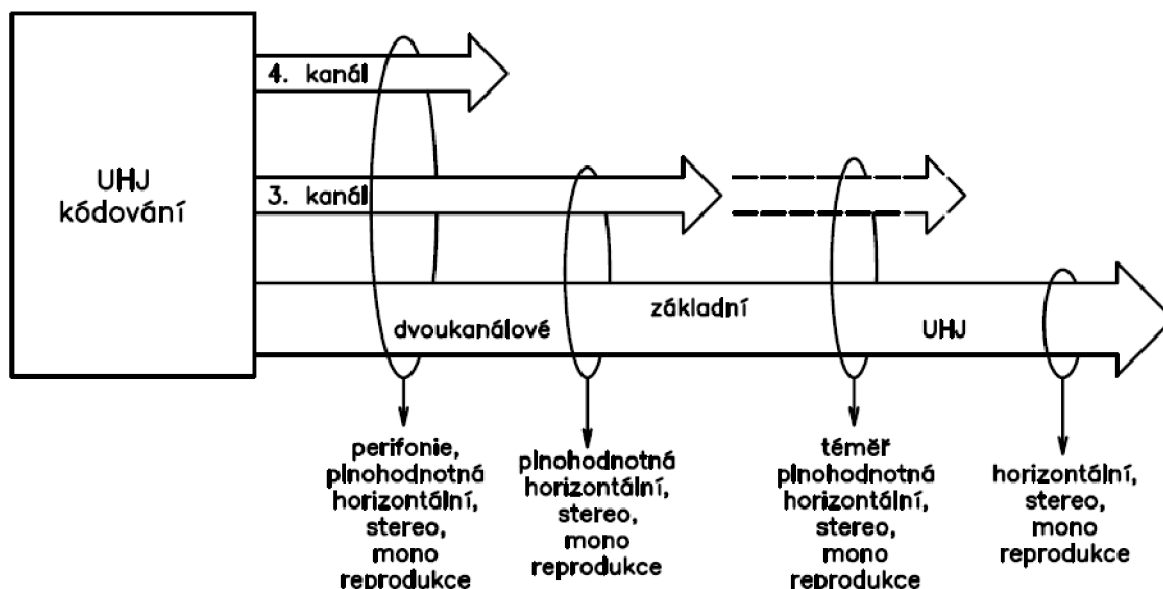 UHJ
kódování
4. kanál
3. kanál
základní
dvoukanálové
UHJ
perifonie,
plnohodnotná
horizontální,
stereo,
mono
reprodukce
plnohodnotná
horizontální,
stereo,
mono
reprodukce
téměř
plnohodnotná
horizontální,
stereo,
mono
reprodukce
horizontální,
stereo,
mono
reprodukce